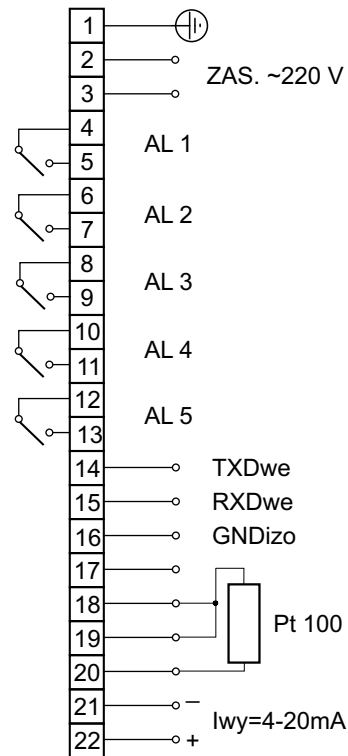 1
2
ZAS. ~220 V
3
4
AL 1
5
6
AL 2
7
8
AL 3
9
10
AL 4
11
12
AL 5
13
14 TXDwe
15 RXDwe
16 GNDizo
17
18
19 Pt 100
20
21 –
Iwy=4-20mA
22 +